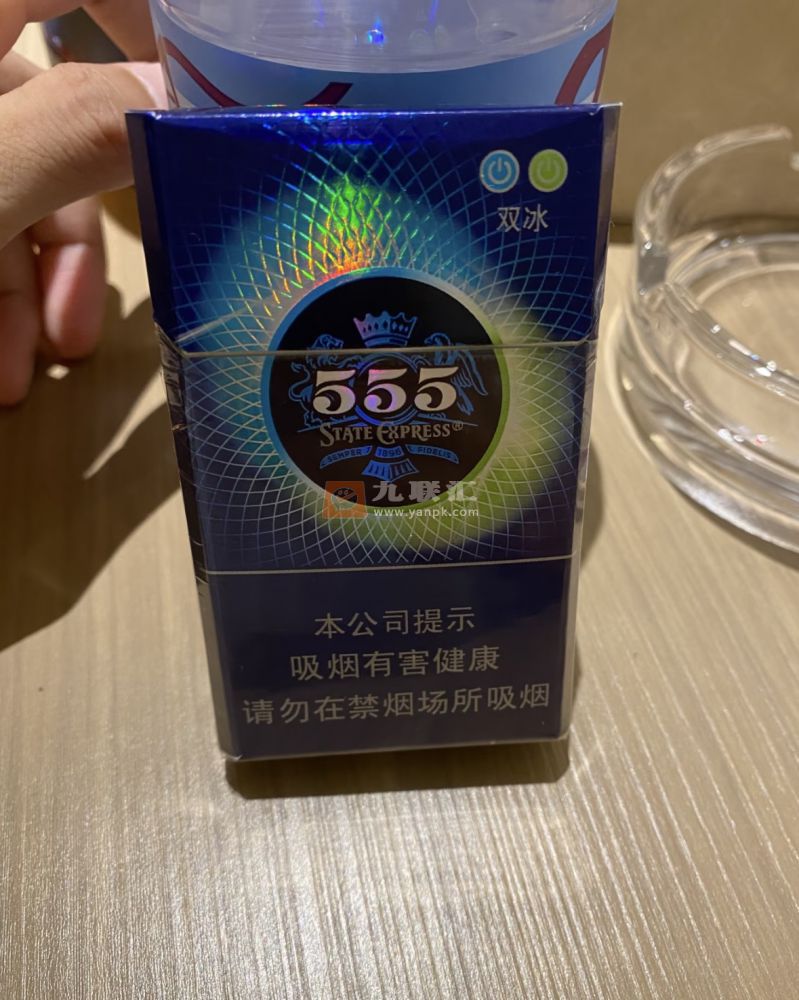 双冰
555
STATE EXPRESS®
SEMPER 1896 FIDELIS
九联汇
www.yanpk.com
本公司提示
吸烟有害健康
请勿在禁烟场所吸烟